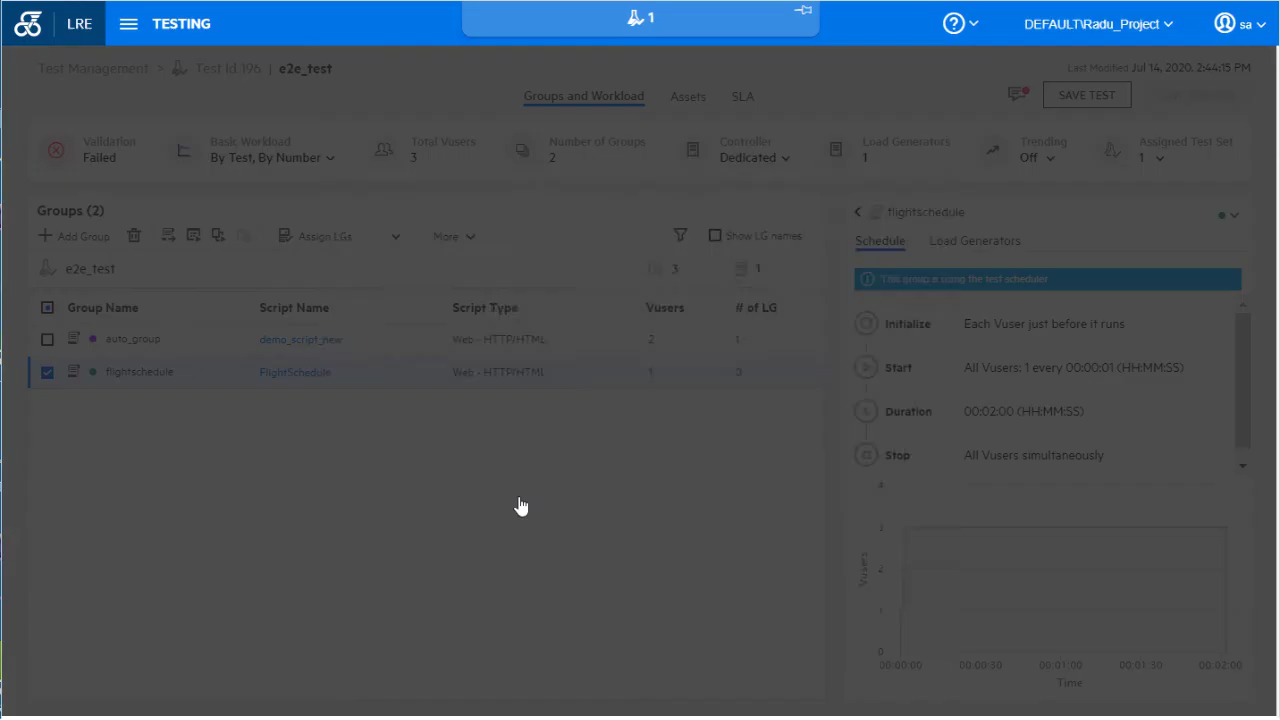 LRE TESTING 1 DEFAULT\Radu_Project sa
Test Management > Test Id 196 | e2e_test Last Modified Jul 14, 2020, 2:44:15 PM
Groups and Workload Assets SLA SAVE TEST
Validation Basic Workload Total Vusers Number of Groups Controller Load Generators Trending Assigned Test Set
Failed By Test, By Number 3 2 Dedicated 1 Off 1
Groups (2)
Add Group Assign LGs More Show LG names
e2e_test 3 1
Group Name Script Name Script Type Vusers # of LG
auto_group demo_script_new Web - HTTP/HTML 2 1
flightschedule FlightSchedule Web - HTTP/HTML 1 0
flightschedule
Schedule Load Generators
This group is using the test scheduler
Initialize Each Vuser just before it runs
Start All Vusers: 1 every 00:00:01 (HH:MM:SS)
Duration 00:02:00 (HH:MM:SS)
Stop All Vusers simultaneously
4
3
2
1
0
Vusers
00:00:00 00:00:30 00:01:00 00:01:30 00:02:00
Time